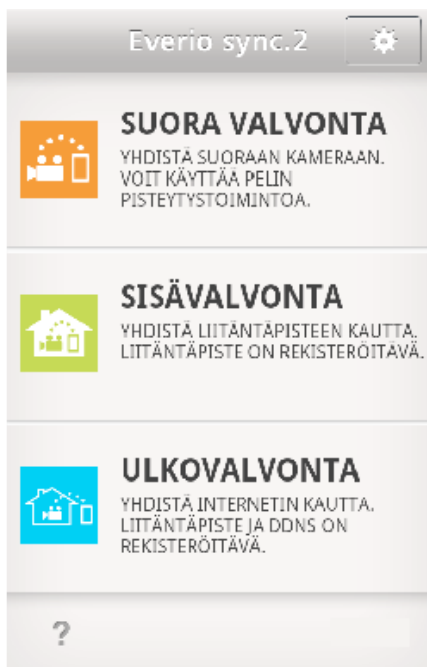 Everio sync.2
SUORA VALVONTA
YHDISTÄ SUORAAN KAMERAAN.
VOIT KÄYTTÄÄ PELIN
PISTEYTYSTOIMINTOA.
SISÄVALVONTA
YHDISTÄ LIITÄNTÄPISTEEN KAUTTA.
LIITÄNTÄPISTE ON REKISTERÖITÄVÄ.
ULKOVALVONTA
YHDISTÄ INTERNETIN KAUTTA.
LIITÄNTÄPISTE JA DDNS ON
REKISTERÖITTÄVÄ.
?